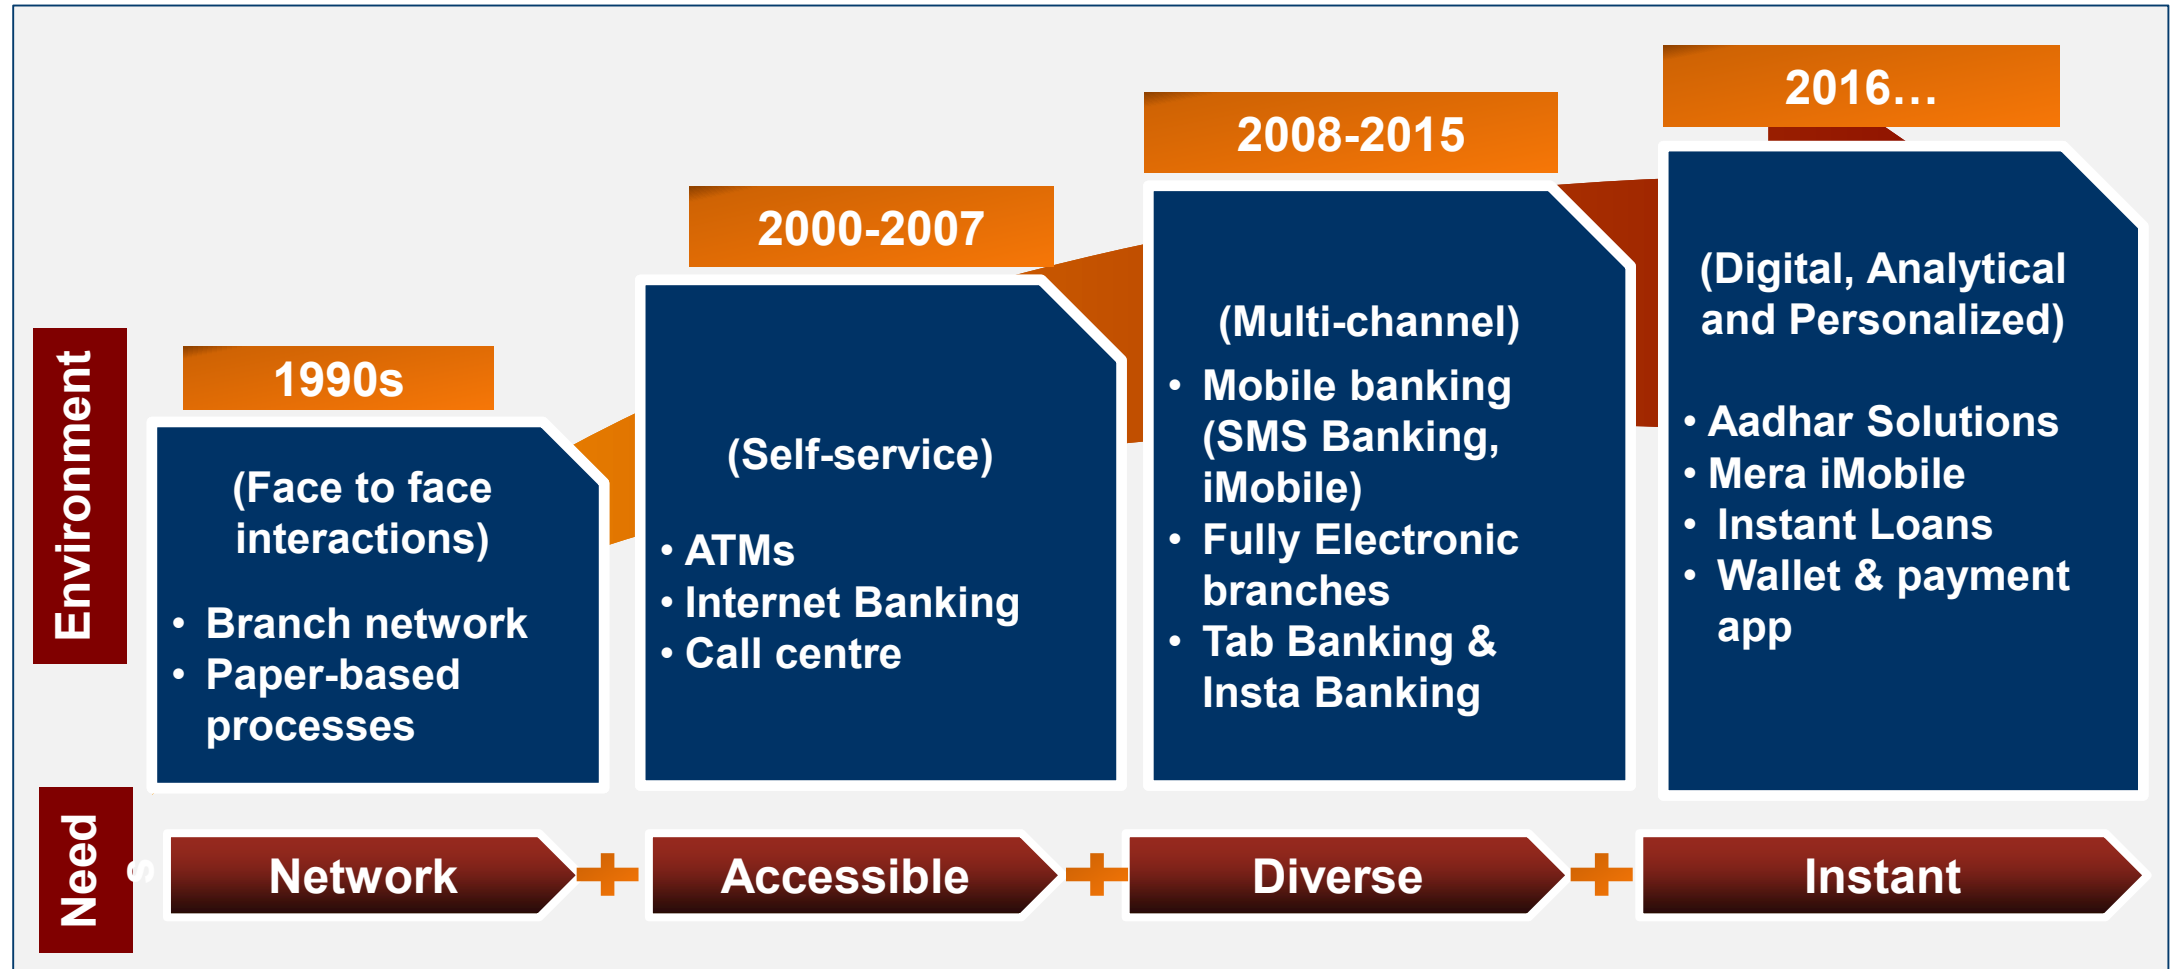 Environment
1990s
(Face to face
interactions)
• Branch network
• Paper-based
processes
2000-2007
(Self-service)
• ATMs
• Internet Banking
• Call centre
2008-2015
(Multi-channel)
• Mobile banking
(SMS Banking,
iMobile)
• Fully Electronic
branches
• Tab Banking &
Insta Banking
2016…
(Digital, Analytical
and Personalized)
• Aadhar Solutions
• Mera iMobile
• Instant Loans
• Wallet & payment
app
Need
s
Network
+
Accessible
+
Diverse
+
Instant